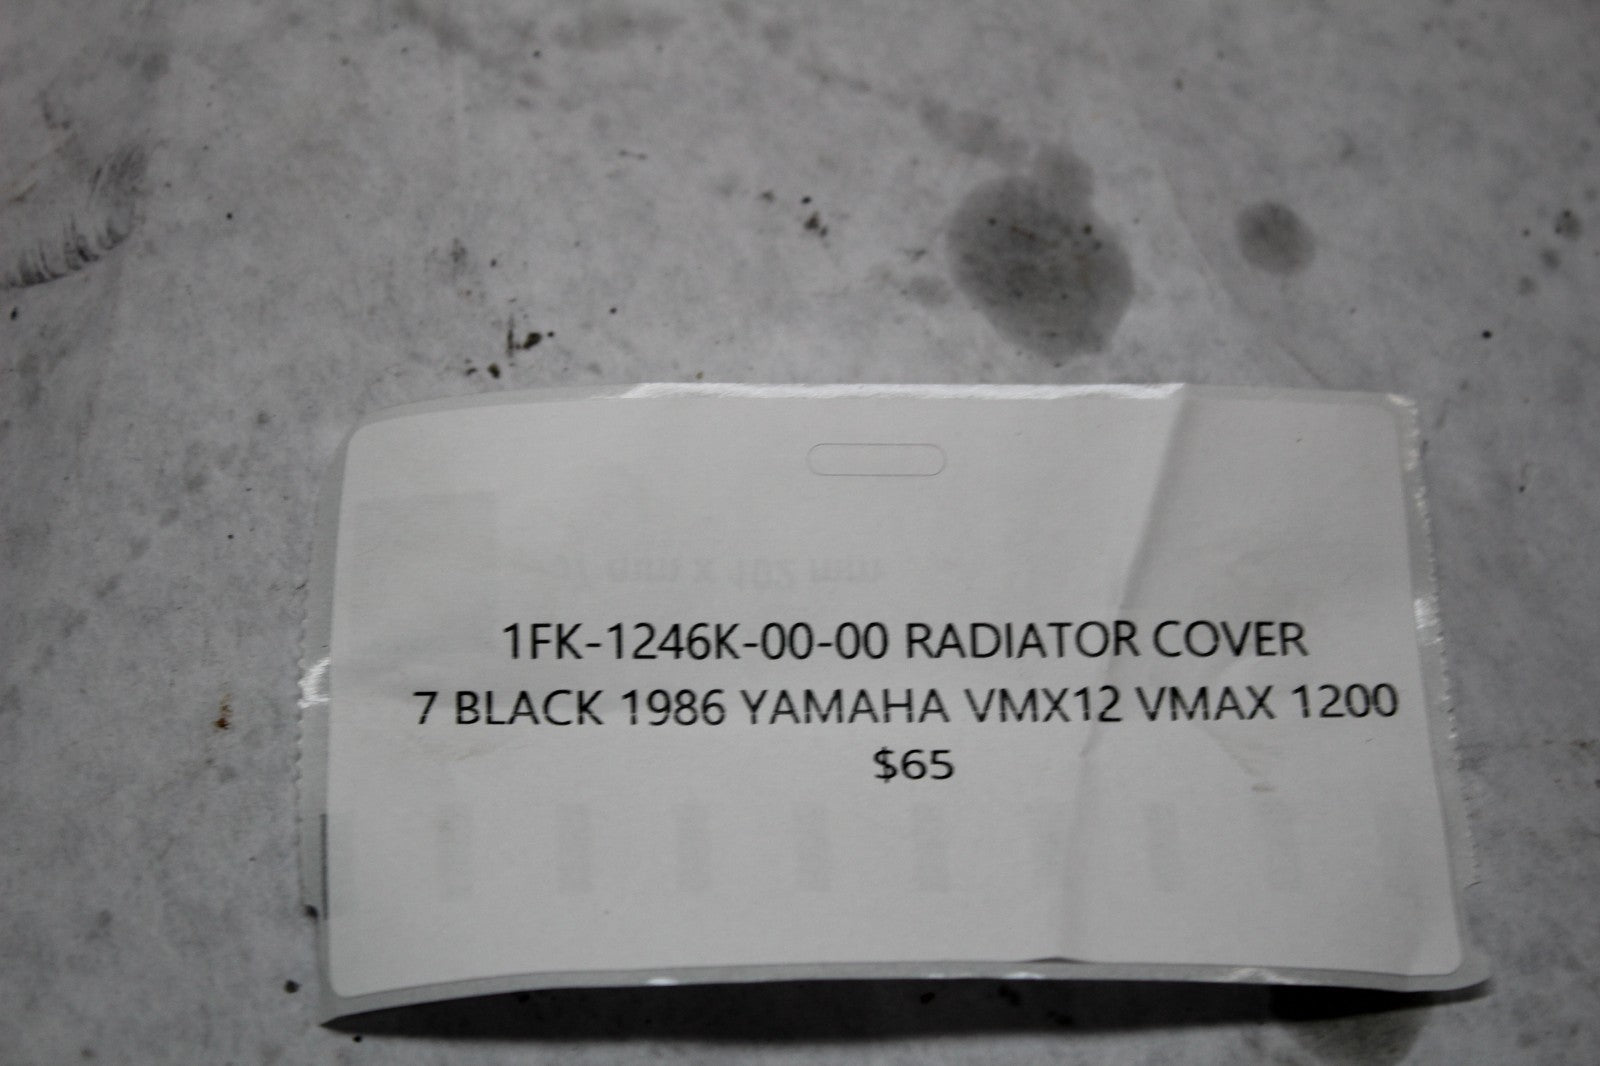 1FK-1246K-00-00 RADIATOR COVER
7 BLACK 1986 YAMAHA VMX12 VMAX 1200
$65